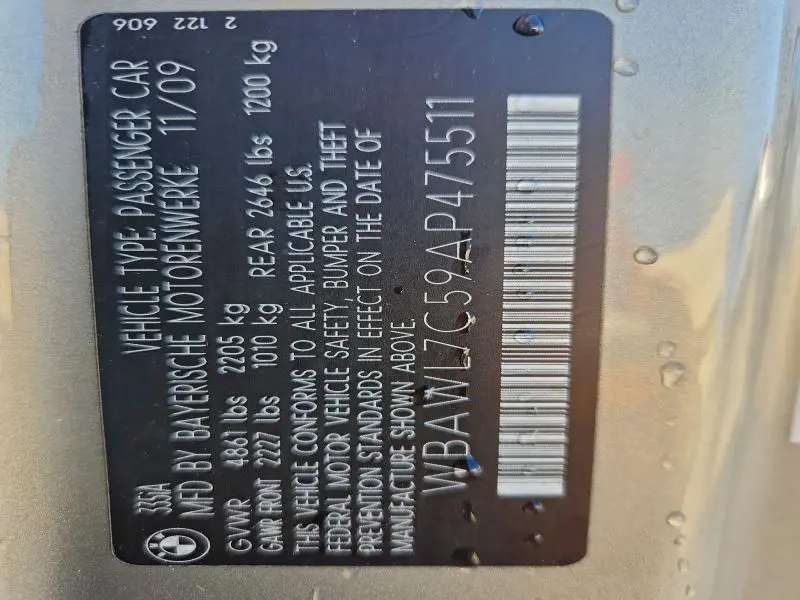 335iA VEHICLE TYPE: PASSENGER CAR
MFD BY BAYERISCHE MOTORENWERKE 11/09
GVWR 4861 lbs 2205 kg
GAWR FRONT 2227 lbs 1010 kg REAR 2646 lbs 1200 kg
THIS VEHICLE CONFORMS TO ALL APPLICABLE U.S.
FEDERAL MOTOR VEHICLE SAFETY, BUMPER AND THEFT
PREVENTION STANDARDS IN EFFECT ON THE DATE OF
MANUFACTURE SHOWN ABOVE.
WBAWL7C59AP475511
2 122 606